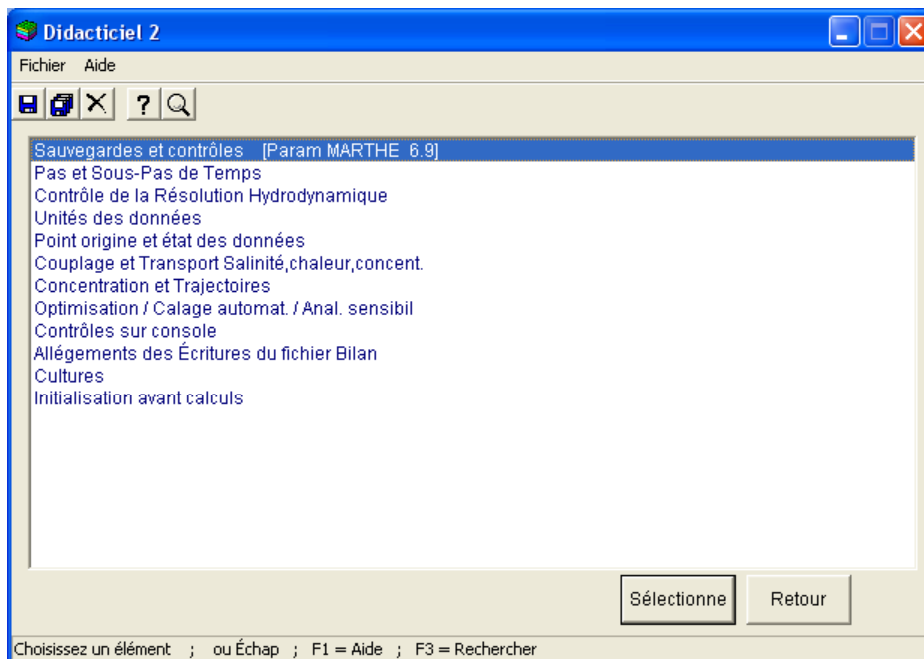 Didacticiel 2
Fichier Aide
Sauvegardes et contrôles [Param MARTHE 6.9]
Pas et Sous-Pas de Temps
Contrôle de la Résolution Hydrodynamique
Unités des données
Point origine et état des données
Couplage et Transport Salinité,chaleur,concent.
Concentration et Trajectoires
Optimisation / Calage automat. / Anal. sensibil
Contrôles sur console
Allégements des Écritures du fichier Bilan
Cultures
Initialisation avant calculs
Sélectionne Retour
Choisissez un élément ; ou Échap ; F1 = Aide ; F3 = Rechercher